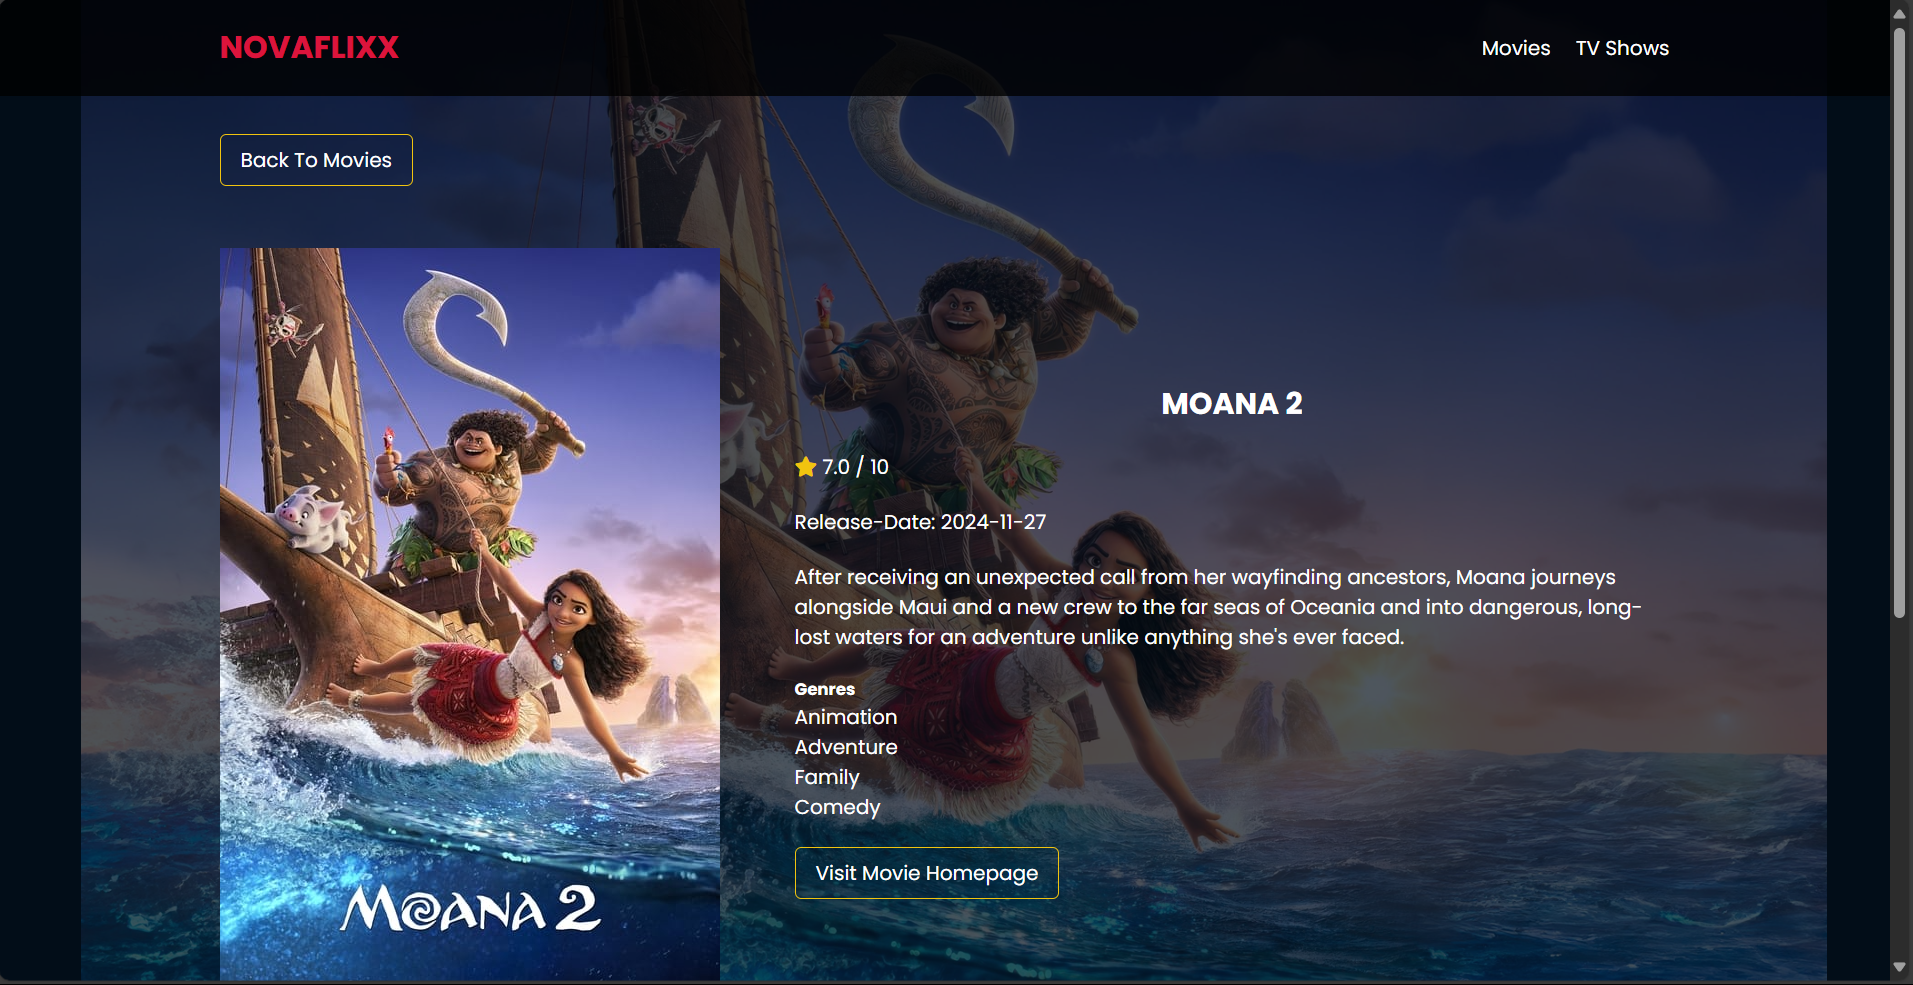 NOVAFLIXX
Movies
TV Shows
Back To Movies
MOANA 2
MOANA 2
7.0 / 10
Release-Date: 2024-11-27
After receiving an unexpected call from her wayfinding ancestors, Moana journeys
alongside Maui and a new crew to the far seas of Oceania and into dangerous, long-
lost waters for an adventure unlike anything she's ever faced.
Genres
Animation
Adventure
Family
Comedy
Visit Movie Homepage